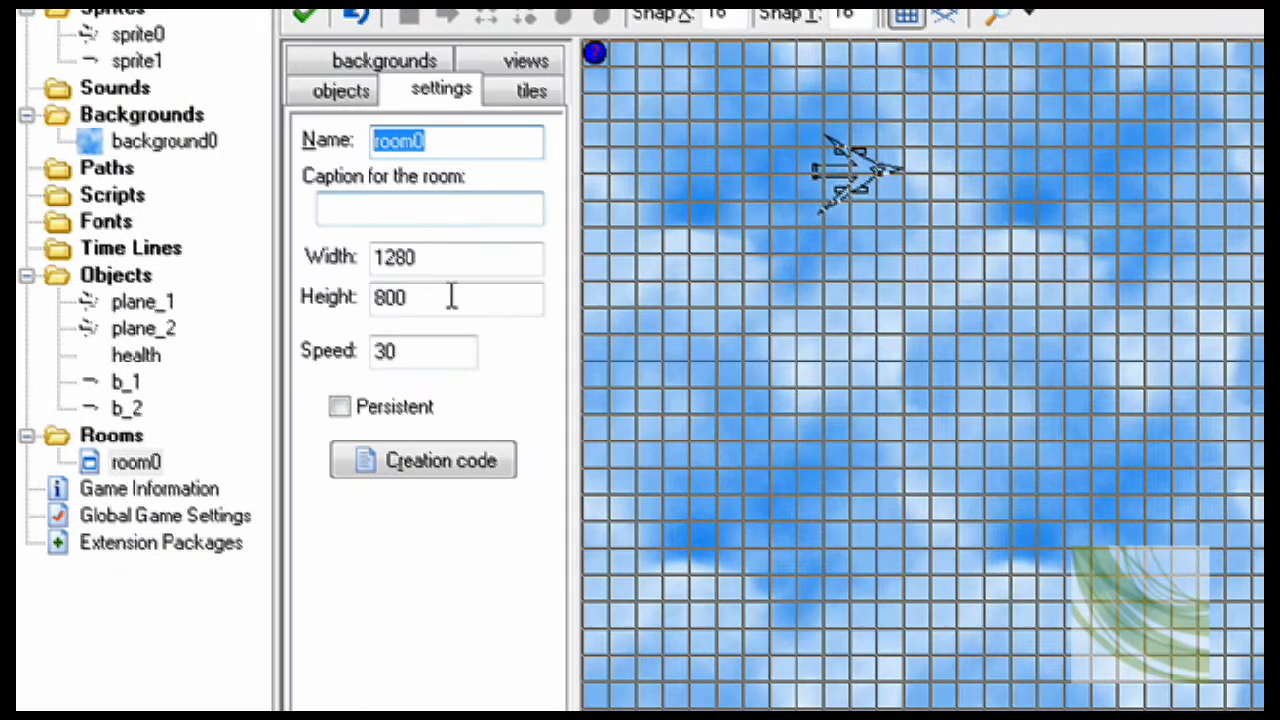 Sprites
sprite0
sprite1
Sounds
Backgrounds
background0
Paths
Scripts
Fonts
Time Lines
Objects
plane_1
plane_2
health
b_1
b_2
Rooms
room0
Game Information
Global Game Settings
Extension Packages
Snap X: 16 Snap Y: 16
backgrounds views
objects settings tiles
Name: room0
Caption for the room:
Width: 1280
Height: 800
Speed: 30
Persistent
Creation code
?